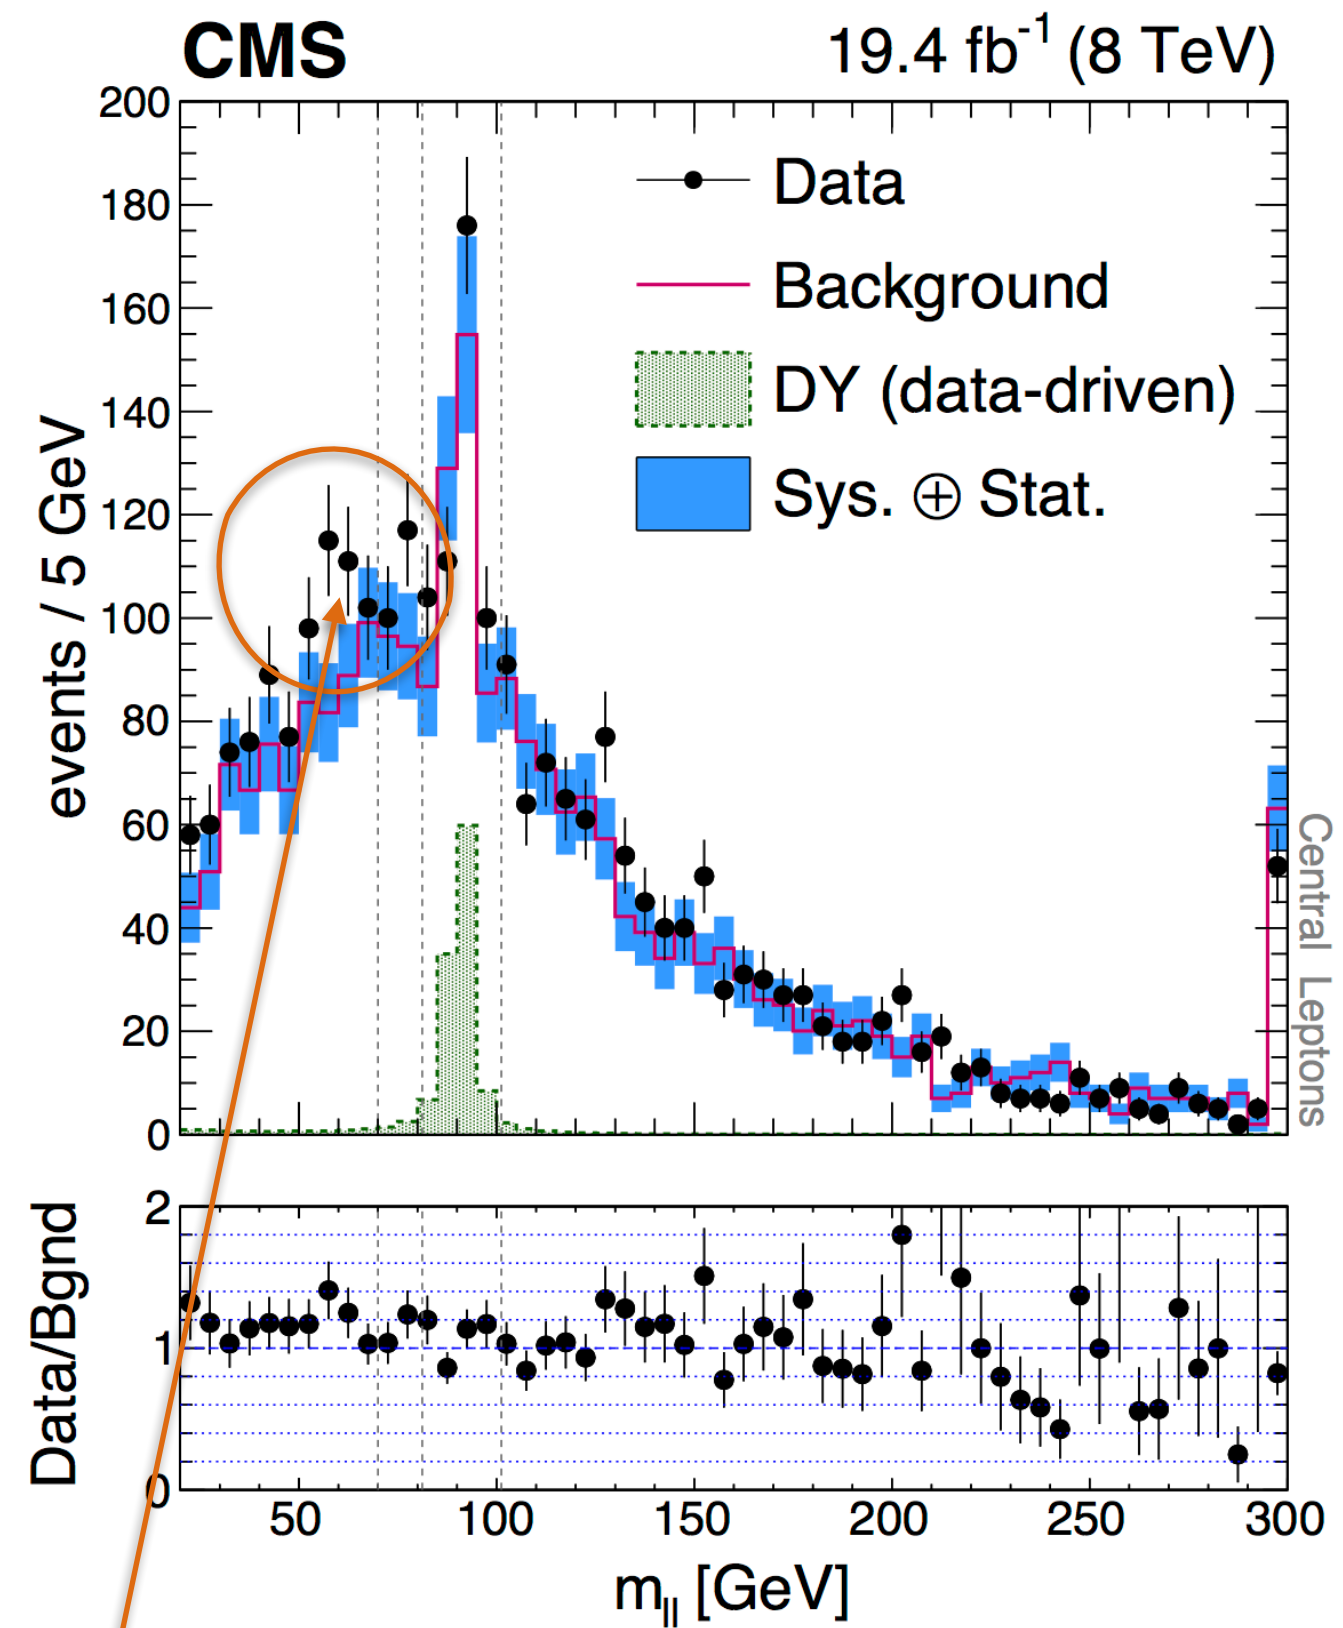 CMS
19.4 fb⁻¹ (8 TeV)
events / 5 GeV
200
180
160
140
120
100
80
60
40
20
0
Data
Background
DY (data-driven)
Sys. ⊕ Stat.
Central Leptons
Data/Bgnd
2
1
0
50 100 150 200 250 300
m_ll [GeV]